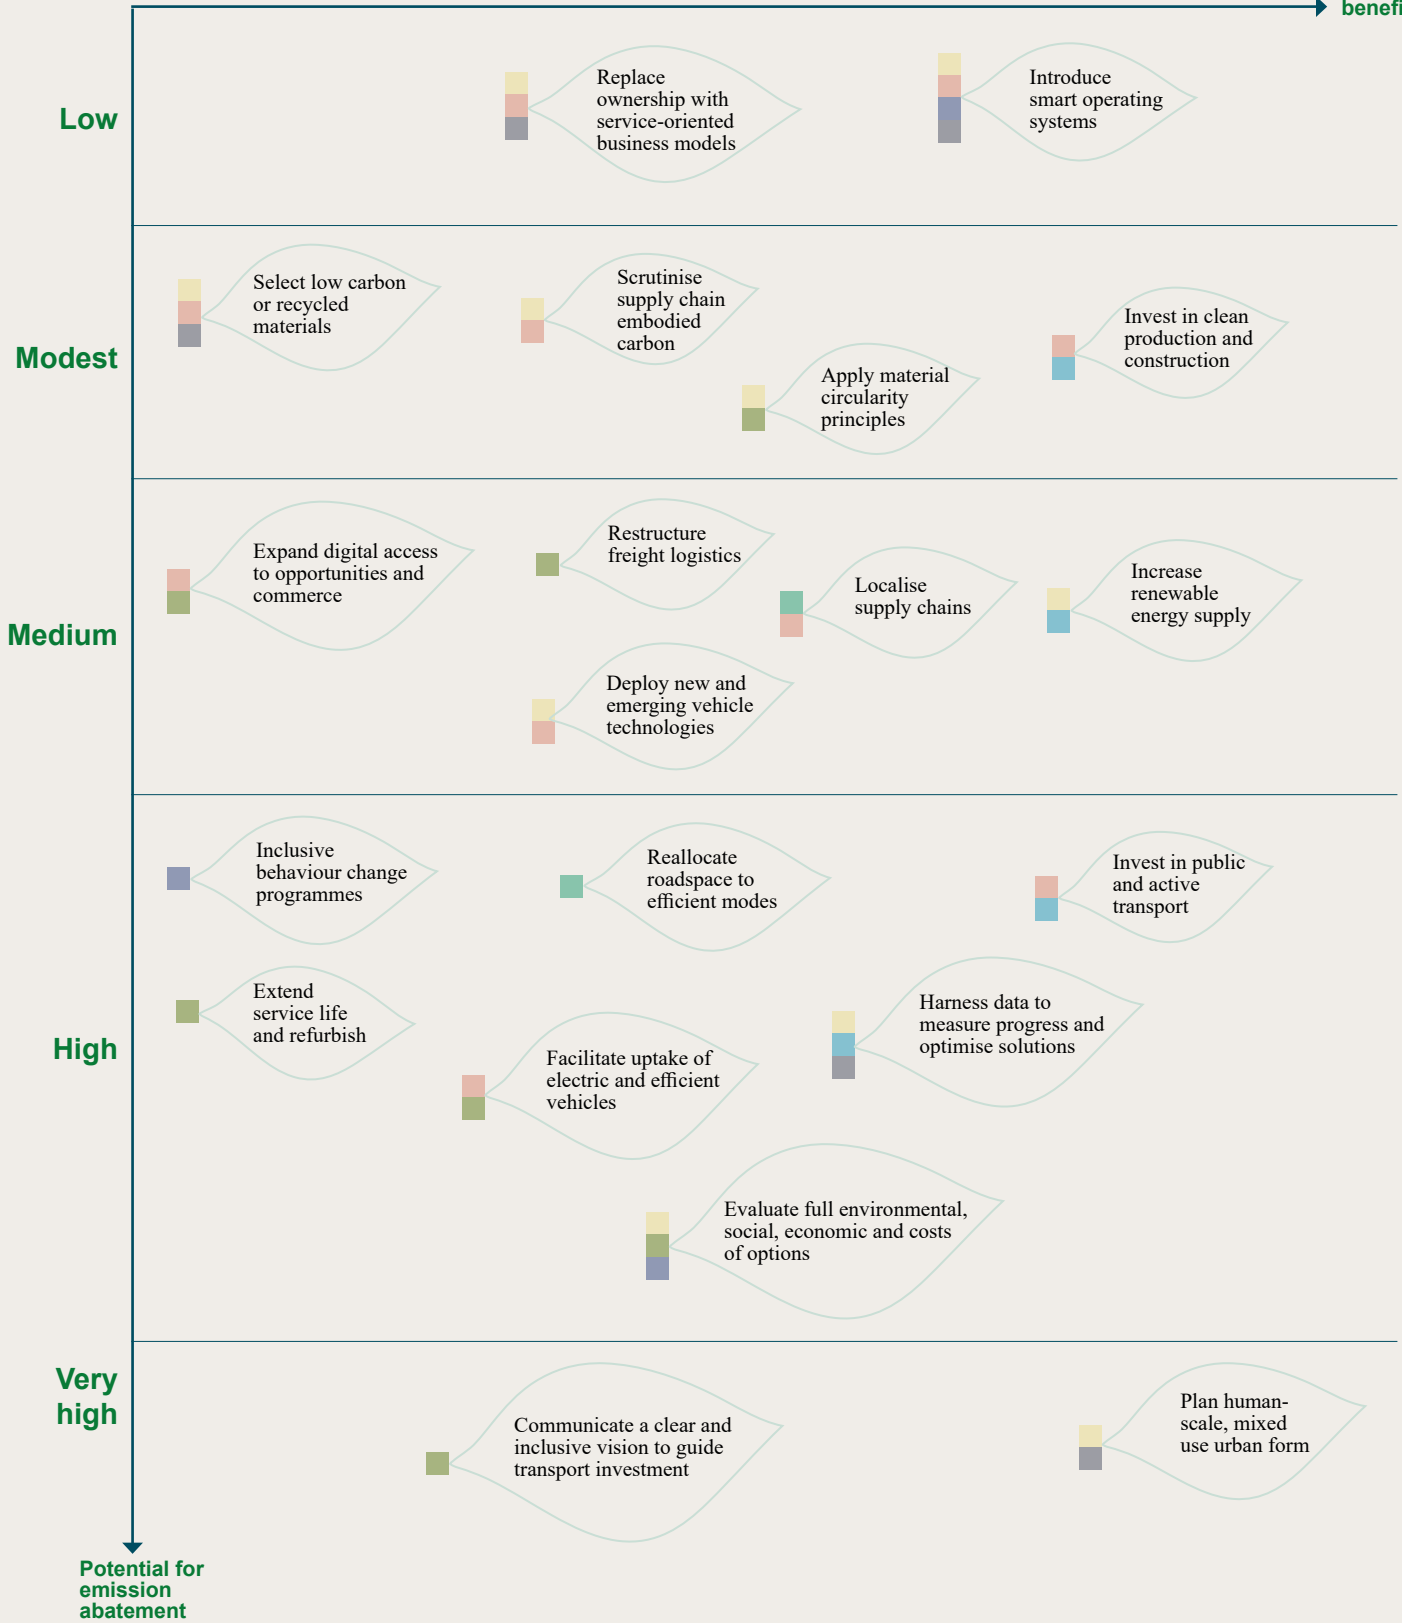 Low
Replace
ownership with
service-oriented
business models
Introduce
smart operating
systems
Modest
Select low carbon
or recycled
materials
Scrutinise
supply chain
embodied
carbon
Apply material
circularity
principles
Invest in clean
production and
construction
Medium
Expand digital access
to opportunities and
commerce
Restructure
freight logistics
Localise
supply chains
Increase
renewable
energy supply
Deploy new and
emerging vehicle
technologies
High
Inclusive
behaviour change
programmes
Reallocate
roadspace to
efficient modes
Invest in public
and active
transport
Extend
service life
and refurbish
Facilitate uptake of
electric and efficient
vehicles
Harness data to
measure progress and
optimise solutions
Evaluate full environmental,
social, economic and costs
of options
Very
high
Communicate a clear and
inclusive vision to guide
transport investment
Plan human-
scale, mixed
use urban form
Potential for
emission
abatement